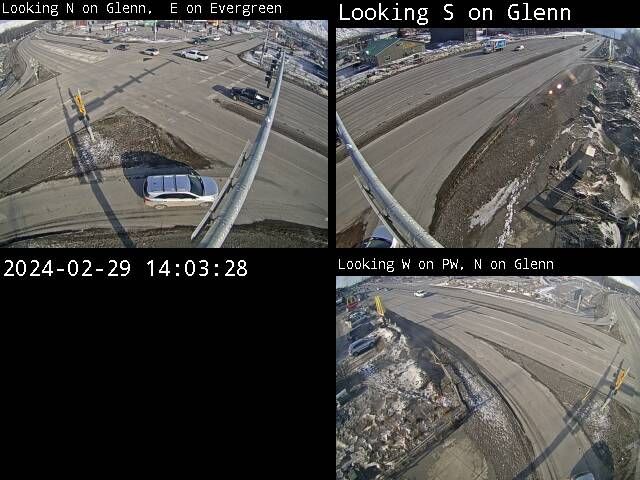 Looking N on Glenn,  E on Evergreen
Looking S on Glenn
2024-02-29 14:03:28
Looking W on PW, N on Glenn